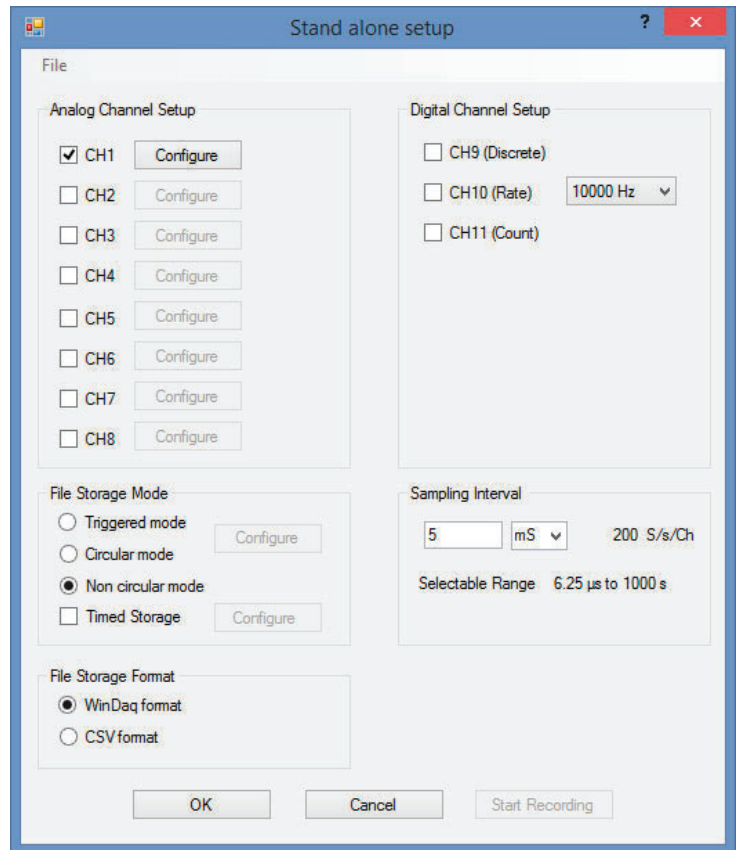 Stand alone setup
?
×
File
Analog Channel Setup
CH1 Configure
CH2 Configure
CH3 Configure
CH4 Configure
CH5 Configure
CH6 Configure
CH7 Configure
CH8 Configure
Digital Channel Setup
CH9 (Discrete)
CH10 (Rate) 10000 Hz
CH11 (Count)
File Storage Mode
Triggered mode
Configure
Circular mode
Non circular mode
Timed Storage Configure
Sampling Interval
5 mS 200 S/s/Ch
Selectable Range 6.25 µs to 1000 s
File Storage Format
WinDaq format
CSV format
OK Cancel Start Recording